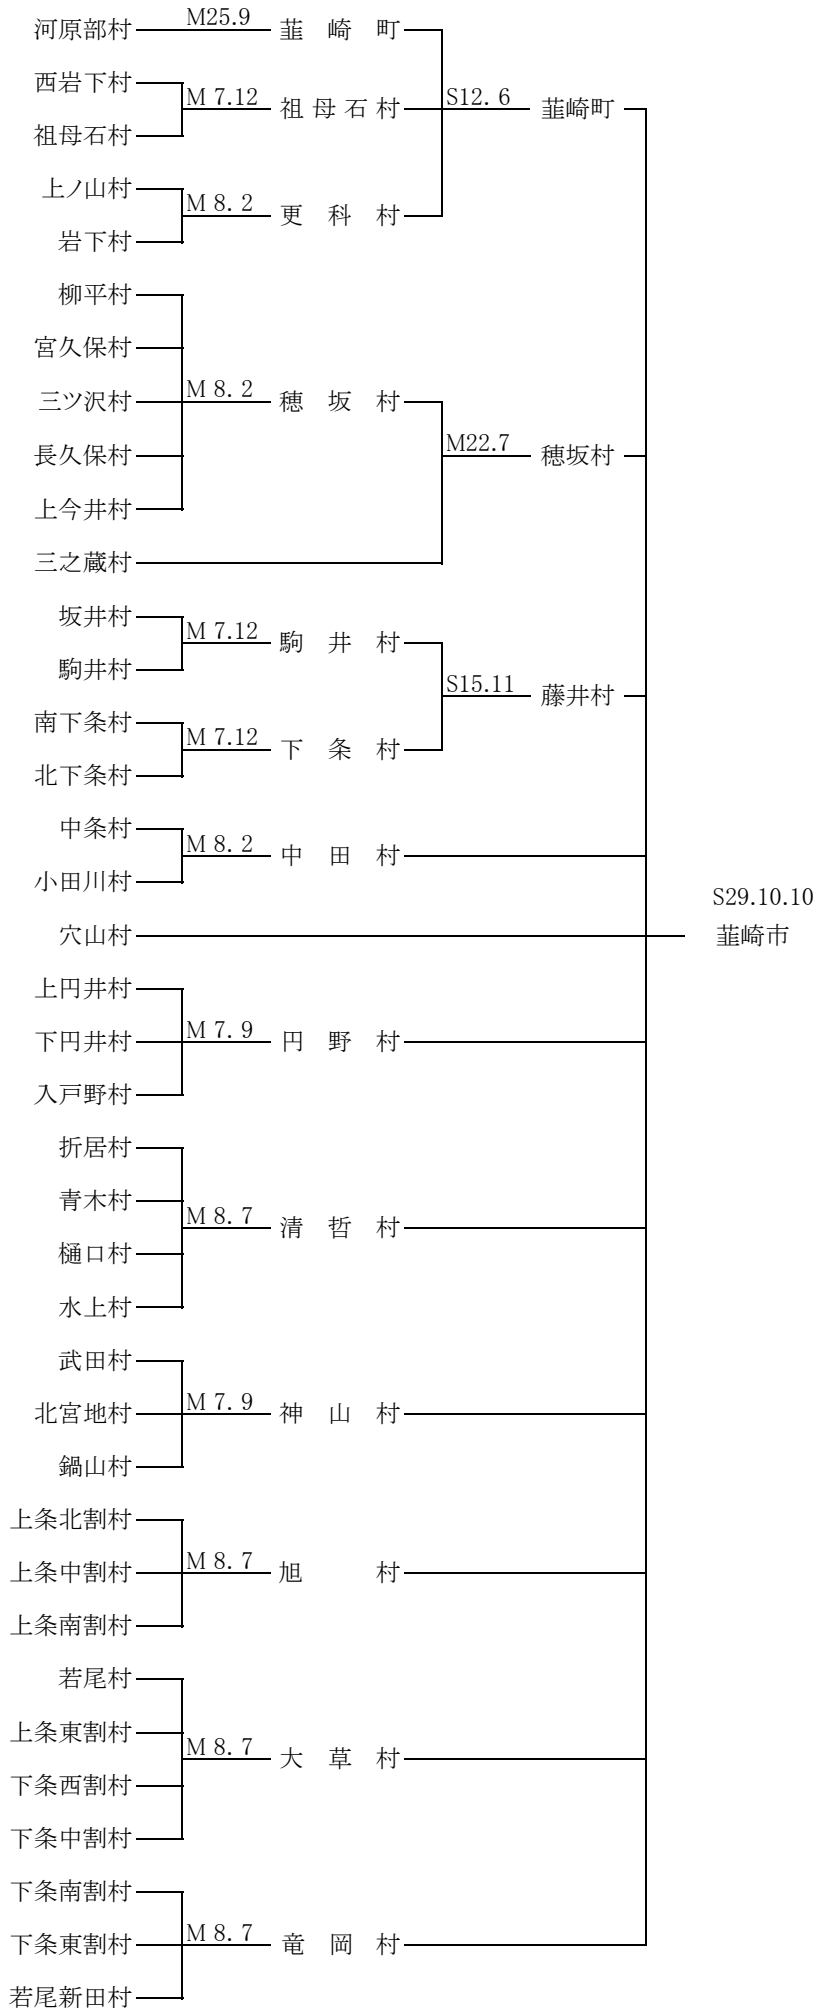 河原部村 M25.9 韮崎町
西岩下村
M 7.12 祖母石村 S12. 6 韮崎町
祖母石村
上ノ山村
M 8. 2 更科村
岩下村
柳平村
宮久保村
三ツ沢村 M 8. 2 穂坂村
長久保村 M22.7 穂坂村
上今井村
三之蔵村
坂井村
M 7.12 駒井村
駒井村
S15.11 藤井村
南下条村
M 7.12 下条村
北下条村
中条村
M 8. 2 中田村
小田川村
S29.10.10
穴山村 韮崎市
上円井村
下円井村 M 7. 9 円野村
入戸野村
折居村
青木村
M 8. 7 清哲村
樋口村
水上村
武田村
北宮地村 M 7. 9 神山村
鍋山村
上条北割村
上条中割村 M 8. 7 旭村
上条南割村
若尾村
上条東割村
M 8. 7 大草村
下条西割村
下条中割村
下条南割村
下条東割村 M 8. 7 竜岡村
若尾新田村